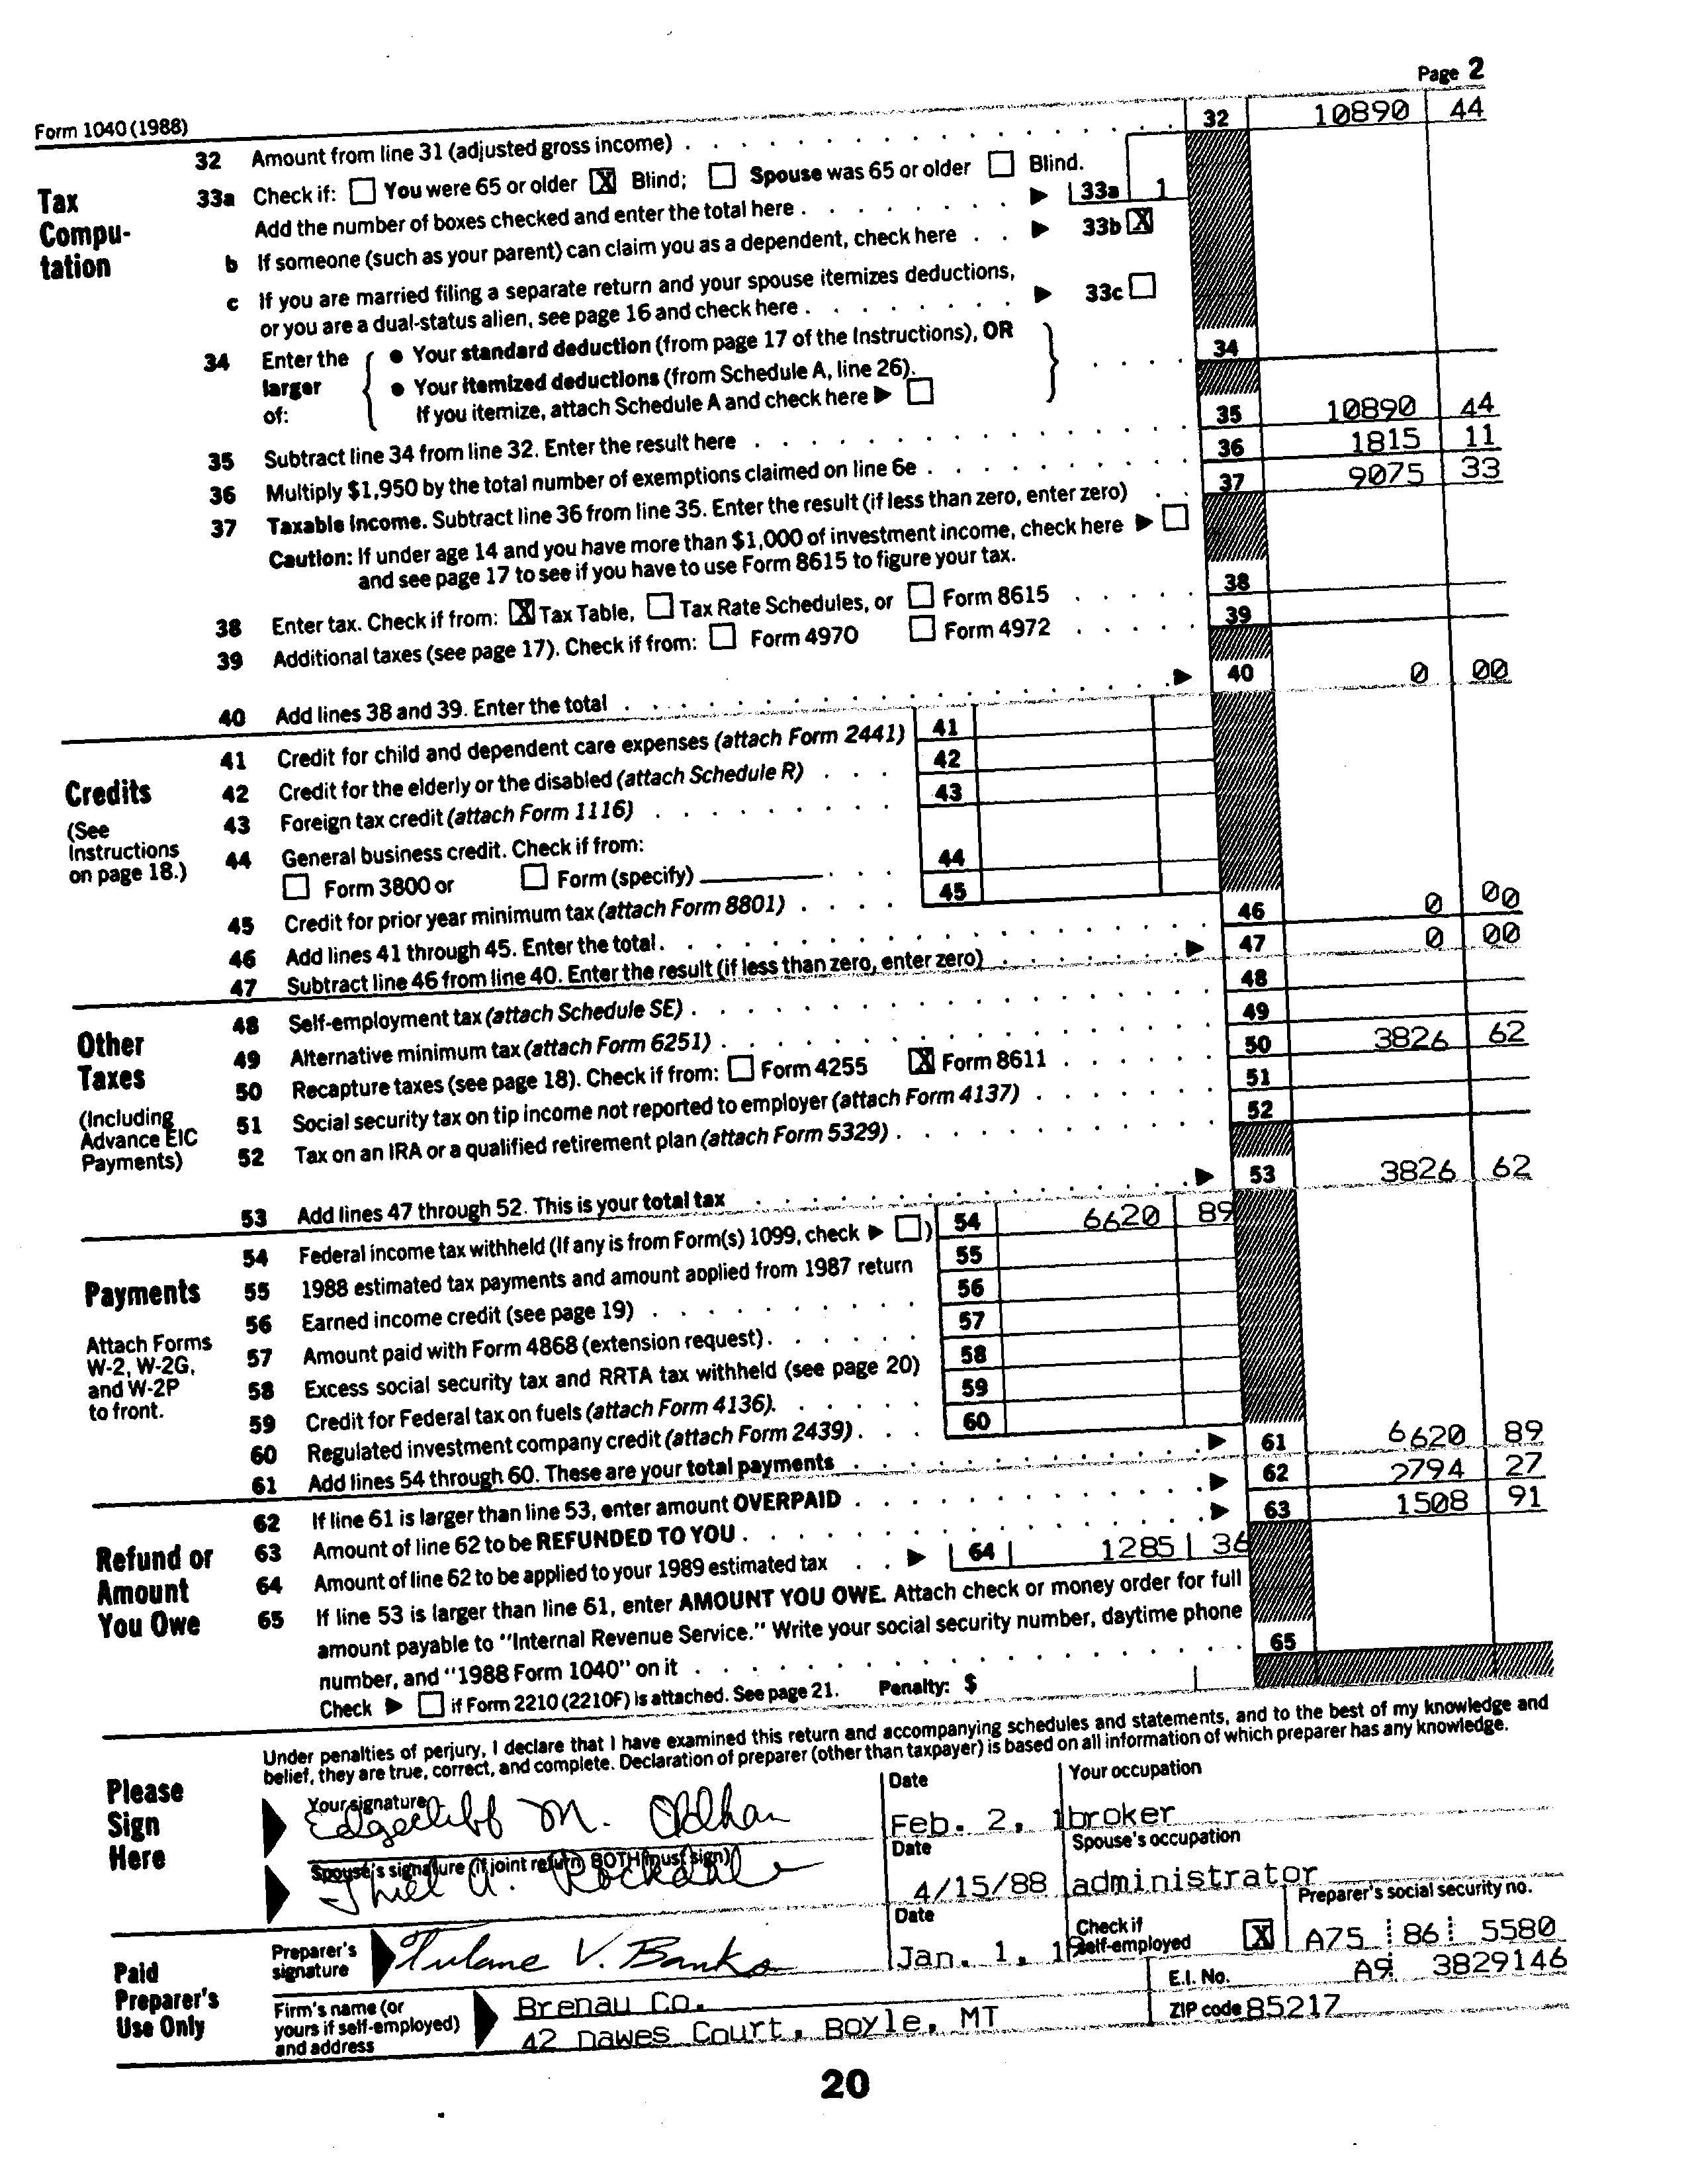 Page 2
Form 1040 (1988)
32 Amount from line 31 (adjusted gross income) 32 10890 44
Tax Compu-tation
33a Check if: You were 65 or older X Blind; Spouse was 65 or older Blind.
Add the number of boxes checked and enter the total here 33a 1
b If someone (such as your parent) can claim you as a dependent, check here 33b X
c If you are married filing a separate return and your spouse itemizes deductions,
or you are a dual-status alien, see page 16 and check here 33c
34 Enter the larger of: { • Your standard deduction (from page 17 of the Instructions), OR } 34
• Your itemized deductions (from Schedule A, line 26).
If you itemize, attach Schedule A and check here
35 Subtract line 34 from line 32. Enter the result here 35 10890 44
36 Multiply $1,950 by the total number of exemptions claimed on line 6e 36 1815 11
37 Taxable income. Subtract line 36 from line 35. Enter the result (if less than zero, enter zero) 37 9075 33
Caution: If under age 14 and you have more than $1,000 of investment income, check here
and see page 17 to see if you have to use Form 8615 to figure your tax.
38 Enter tax. Check if from: X Tax Table, Tax Rate Schedules, or Form 8615 38
39 Additional taxes (see page 17). Check if from: Form 4970 Form 4972 39
40 Add lines 38 and 39. Enter the total 40 0 00
Credits
(See Instructions on page 18.)
41 Credit for child and dependent care expenses (attach Form 2441) 41
42 Credit for the elderly or the disabled (attach Schedule R) 42
43 Foreign tax credit (attach Form 1116) 43
44 General business credit. Check if from:
Form 3800 or Form (specify) 44
45 Credit for prior year minimum tax (attach Form 8801) 45
46 Add lines 41 through 45. Enter the total 46 0 00
47 Subtract line 46 from line 40. Enter the result (if less than zero, enter zero) 47 0 00
Other Taxes
(Including Advance EIC Payments)
48 Self-employment tax (attach Schedule SE) 48
49 Alternative minimum tax (attach Form 6251) 49
50 Recapture taxes (see page 18). Check if from: Form 4255 X Form 8611 50 3826 62
51 Social security tax on tip income not reported to employer (attach Form 4137) 51
52 Tax on an IRA or a qualified retirement plan (attach Form 5329) 52
53 Add lines 47 through 52. This is your total tax 53 3826 62
Payments
Attach Forms W-2, W-2G, and W-2P to front.
54 Federal income tax withheld (If any is from Form(s) 1099, check ) 54 6620 89
55 1988 estimated tax payments and amount applied from 1987 return 55
56 Earned income credit (see page 19) 56
57 Amount paid with Form 4868 (extension request) 57
58 Excess social security tax and RRTA tax withheld (see page 20) 58
59 Credit for Federal tax on fuels (attach Form 4136) 59
60 Regulated investment company credit (attach Form 2439) 60
61 Add lines 54 through 60. These are your total payments 61 6620 89
Refund or Amount You Owe
62 If line 61 is larger than line 53, enter amount OVERPAID 62 2794 27
63 Amount of line 62 to be REFUNDED TO YOU 63 1508 91
64 Amount of line 62 to be applied to your 1989 estimated tax 64 1285 36
65 If line 53 is larger than line 61, enter AMOUNT YOU OWE. Attach check or money order for full
amount payable to "Internal Revenue Service." Write your social security number, daytime phone
number, and "1988 Form 1040" on it 65
Check if Form 2210 (2210F) is attached. See page 21. Penalty: $
Please Sign Here
Under penalties of perjury, I declare that I have examined this return and accompanying schedules and statements, and to the best of my knowledge and
belief, they are true, correct, and complete. Declaration of preparer (other than taxpayer) is based on all information of which preparer has any knowledge.
Your signature Date Your occupation
Edgecliff M. Oldham Feb. 2, 1 broker
Spouse's signature (if joint return, BOTH must sign) Date Spouse's occupation
Thiel A. Rockdale 4/15/88 administrator
Paid Preparer's Use Only
Preparer's signature Date Check if self-employed X Preparer's social security no.
Tulane V. Banks Jan. 1, 1 A75 86 5580
Firm's name (or yours if self-employed) and address
Brenau Co. E.I. No. A9 3829146
42 Dawes Court, Boyle, MT ZIP code 85217
20